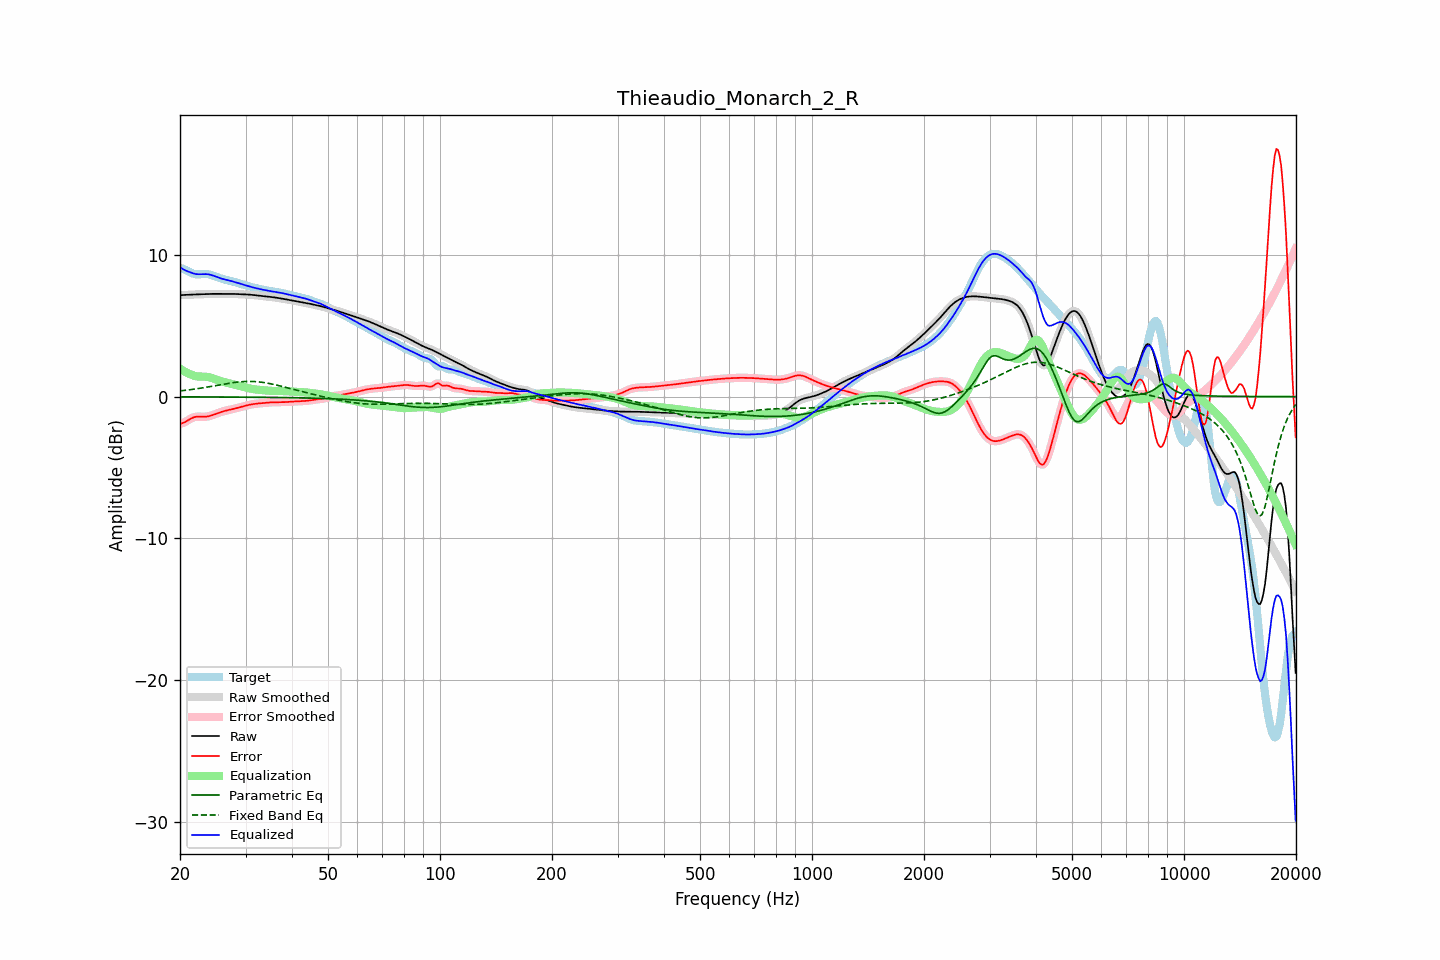 Thieaudio_Monarch_2_R
Amplitude (dBr)
10
0
−10
−20
−30
Target
Raw Smoothed
Error Smoothed
Raw
Error
Equalization
Parametric Eq
Fixed Band Eq
Equalized
20 50 100 200 500 1000 2000 5000 10000 20000
Frequency (Hz)